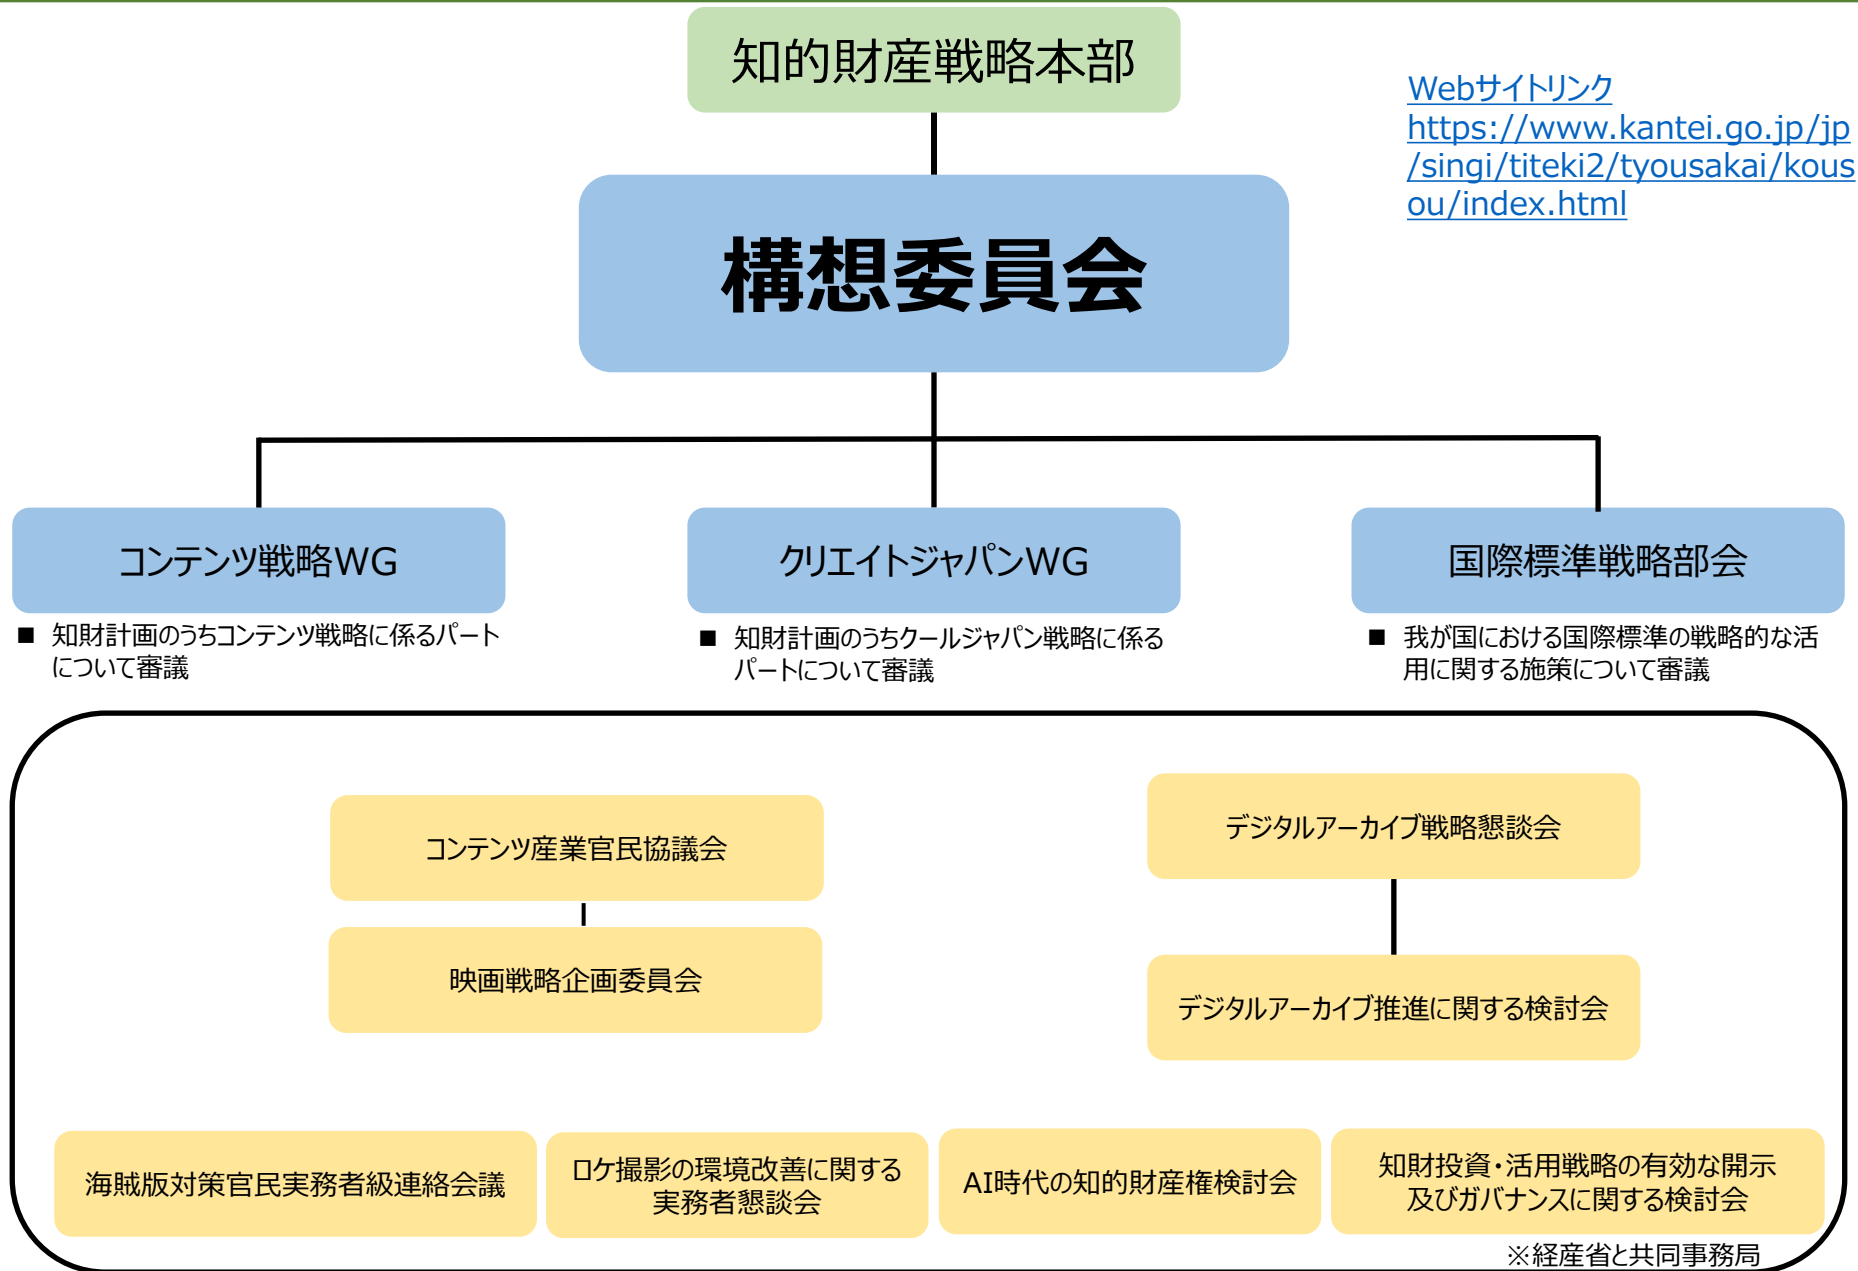 知的財産戦略本部
Webサイトリンク
https://www.kantei.go.jp/jp
/singi/titeki2/tyousakai/kous
ou/index.html
構想委員会
コンテンツ戦略WG
クリエイトジャパンWG
国際標準戦略部会
■ 知財計画のうちコンテンツ戦略に係るパート
について審議
■ 知財計画のうちクールジャパン戦略に係る
パートについて審議
■ 我が国における国際標準の戦略的な活
用に関する施策について審議
コンテンツ産業官民協議会
デジタルアーカイブ戦略懇談会
映画戦略企画委員会
デジタルアーカイブ推進に関する検討会
海賊版対策官民実務者級連絡会議
ロケ撮影の環境改善に関する
実務者懇談会
AI時代の知的財産権検討会
知財投資・活用戦略の有効な開示
及びガバナンスに関する検討会
※経産省と共同事務局